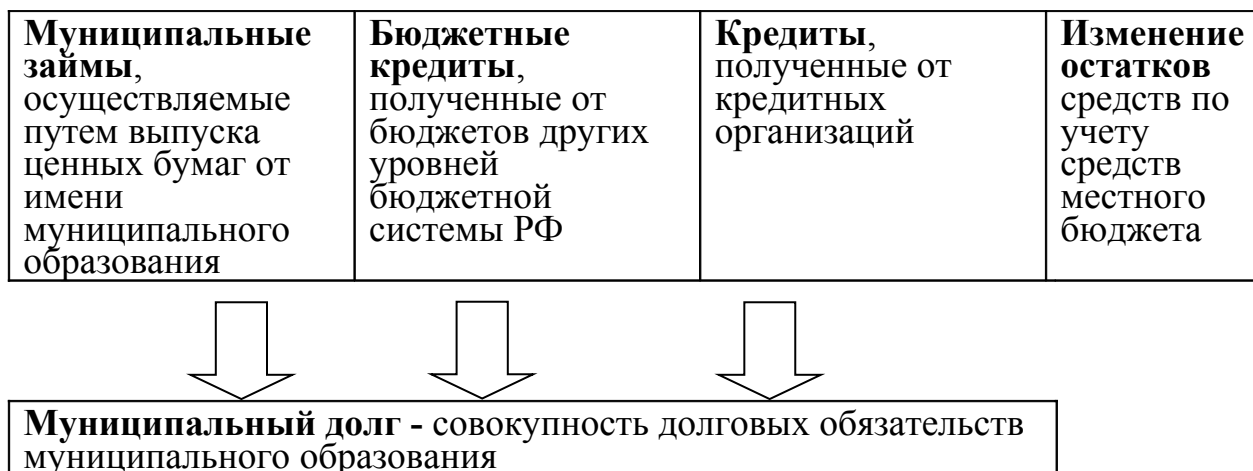 Муниципальные
займы,
осуществляемые
путем выпуска
ценных бумаг от
имени
муниципального
образования
Бюджетные
кредиты,
полученные от
бюджетов других
уровней
бюджетной
системы РФ
Кредиты,
полученные от
кредитных
организаций
Изменение
остатков
средств по
учету
средств
местного
бюджета
Муниципальный долг - совокупность долговых обязательств
муниципального образования